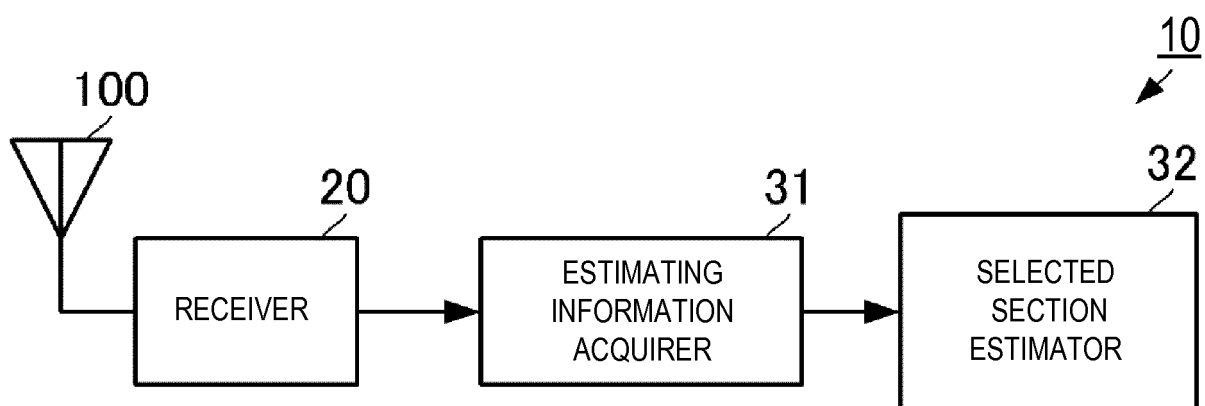 10
100
20
31
32
RECEIVER
ESTIMATING
INFORMATION
ACQUIRER
SELECTED
SECTION
ESTIMATOR